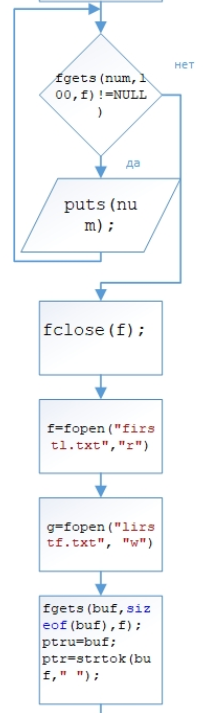 fgets(num,1
00,f)!=NULL
)
нет
да
puts(nu
m);
fclose(f);
f=fopen("firs
tl.txt","r")
g=fopen("lirs
tf.txt", "w")
fgets(buf,siz
eof(buf),f);
ptru=buf;
ptr=strtok(bu
f," ");